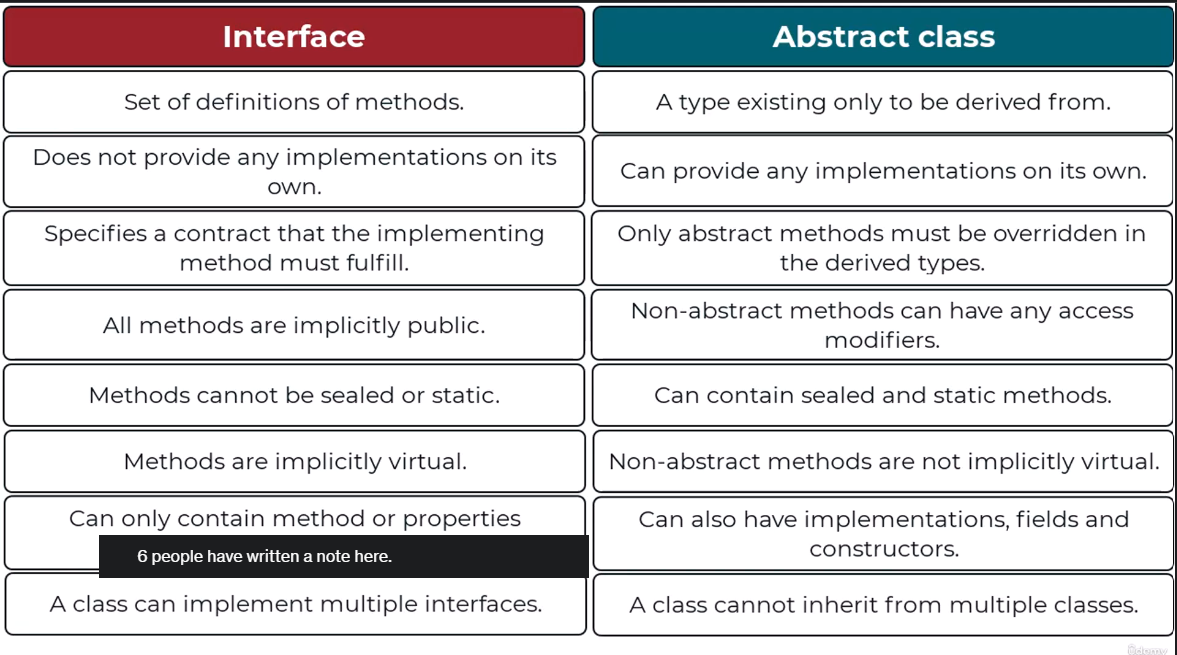 Interface
Abstract class
Set of definitions of methods.
A type existing only to be derived from.
Does not provide any implementations on its
own.
Can provide any implementations on its own.
Specifies a contract that the implementing
method must fulfill.
Only abstract methods must be overridden in
the derived types.
All methods are implicitly public.
Non-abstract methods can have any access
modifiers.
Methods cannot be sealed or static.
Can contain sealed and static methods.
Methods are implicitly virtual.
Non-abstract methods are not implicitly virtual.
Can only contain method or properties
6 people have written a note here.
Can also have implementations, fields and
constructors.
A class can implement multiple interfaces.
A class cannot inherit from multiple classes.
Udemy